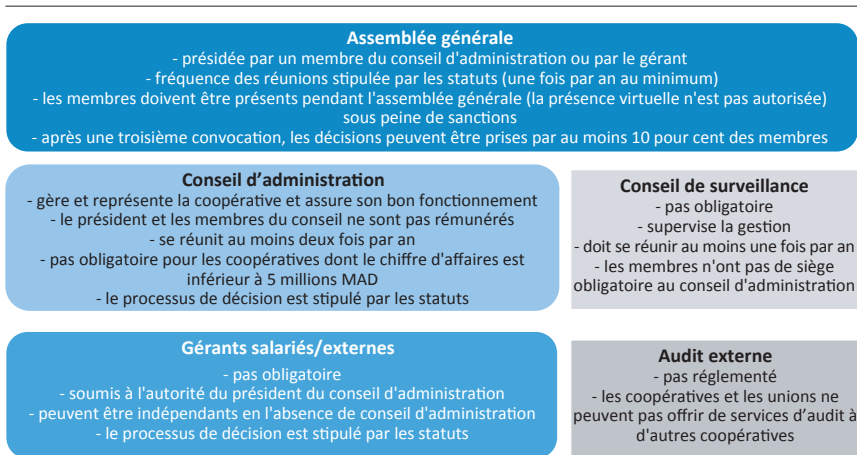 Assemblée générale
- présidée par un membre du conseil d'administration ou par le gérant
- fréquence des réunions stipulée par les statuts (une fois par an au minimum)
- les membres doivent être présents pendant l'assemblée générale (la présence virtuelle n'est pas autorisée)
sous peine de sanctions
- après une troisième convocation, les décisions peuvent être prises par au moins 10 pour cent des membres
Conseil d’administration
- gère et représente la coopérative et assure son bon fonctionnement
- le président et les membres du conseil ne sont pas rémunérés
- se réunit au moins deux fois par an
- pas obligatoire pour les coopératives dont le chiffre d'affaires est
inférieur à 5 millions MAD
- le processus de décision est stipulé par les statuts
Conseil de surveillance
- pas obligatoire
- supervise la gestion
- doit se réunir au moins une fois par an
- les membres n'ont pas de siège
obligatoire au conseil d'administration
Gérants salariés/externes
- pas obligatoire
- soumis à l'autorité du président du conseil d'administration
- peuvent être indépendants en l'absence de conseil d'administration
- le processus de décision est stipulé par les statuts
Audit externe
- pas réglementé
- les coopératives et les unions ne
peuvent pas offrir de services d’audit à
d'autres coopératives